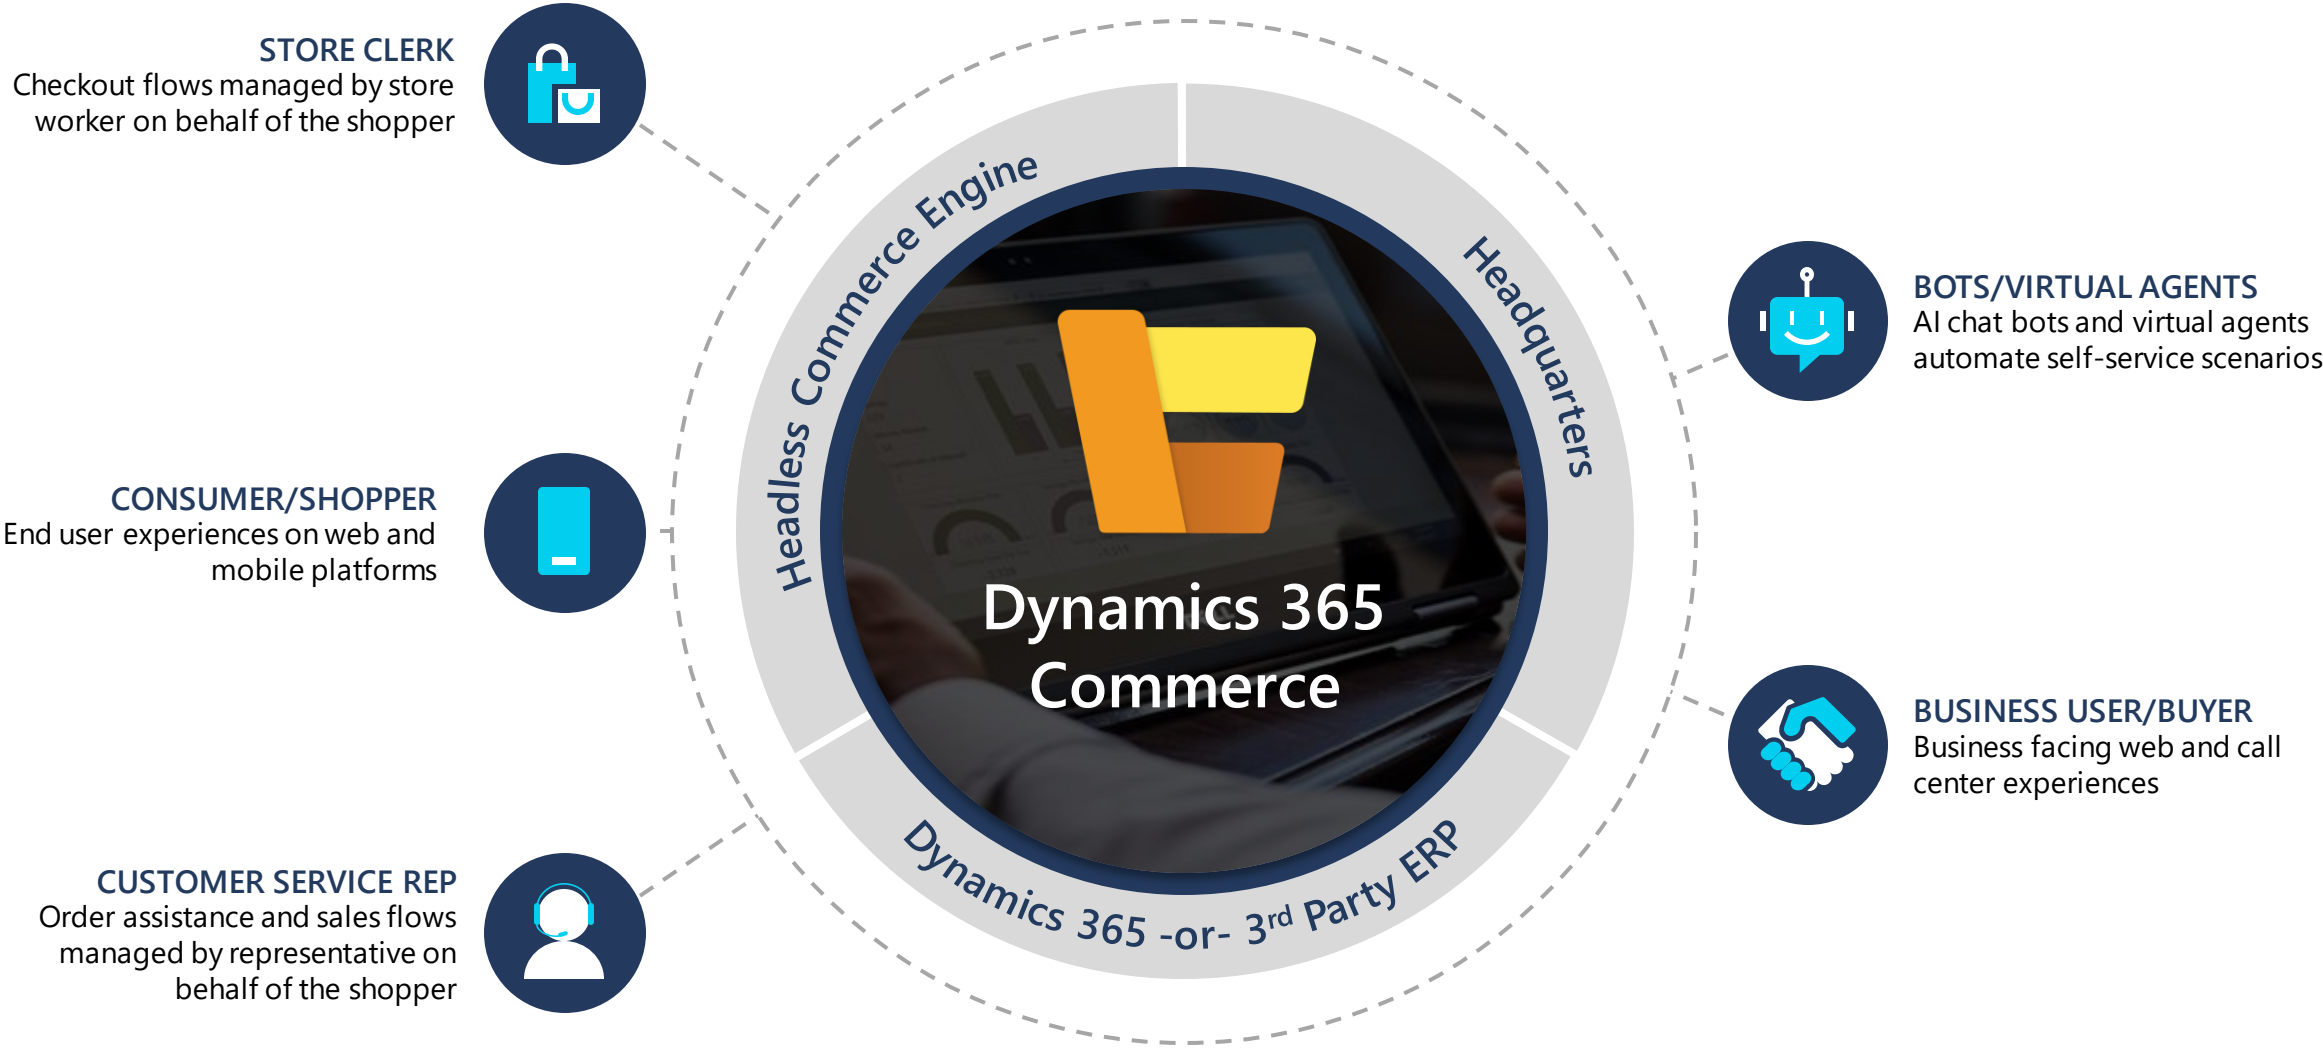 STORE CLERK
Checkout flows managed by store
worker on behalf of the shopper
CONSUMER/SHOPPER
End user experiences on web and
mobile platforms
CUSTOMER SERVICE REP
Order assistance and sales flows
managed by representative on
behalf of the shopper
Headless Commerce Engine
Headquarters
Dynamics 365 -or- 3rd Party ERP
Dynamics 365
Commerce
BOTS/VIRTUAL AGENTS
AI chat bots and virtual agents
automate self-service scenarios
BUSINESS USER/BUYER
Business facing web and call
center experiences